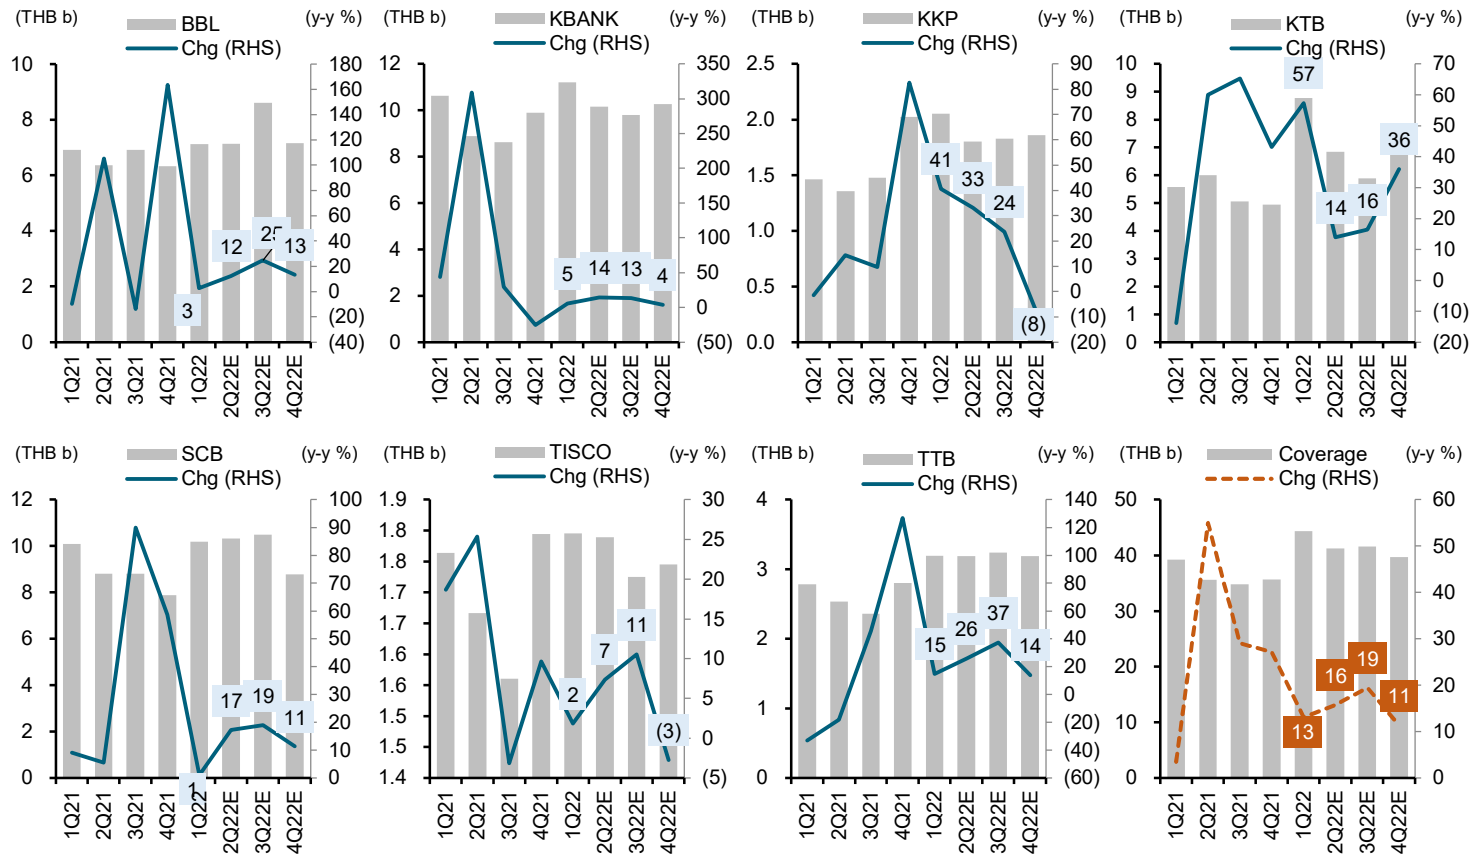 (THB b) BBL (y-y %)
Chg (RHS)
10 180
160
8 140
120
6 100
80
4 60
40
2 20
0
(20)
0 (40)
3 12 25 13
1Q21 2Q21 3Q21 4Q21 1Q22 2Q22E 3Q22E 4Q22E
(THB b) KBANK (y-y %)
Chg (RHS)
12 350
10 300
250
8 200
6 150
4 100
50
2 0
0 (50)
5 14 13 4
1Q21 2Q21 3Q21 4Q21 1Q22 2Q22E 3Q22E 4Q22E
(THB b) KKP (y-y %)
Chg (RHS)
2.5 90
80
2.0 70
60
1.5 50
40
1.0 30
20
10
0.5 0
(10)
0.0 (20)
41 33 24 (8)
1Q21 2Q21 3Q21 4Q21 1Q22 2Q22E 3Q22E 4Q22E
(THB b) KTB (y-y %)
Chg (RHS)
10 70
9 60
8 50
7 40
6 30
5 20
4 10
3 0
2 (10)
1
0 (20)
57 14 16 36
1Q21 2Q21 3Q21 4Q21 1Q22 2Q22E 3Q22E 4Q22E
(THB b) SCB (y-y %)
Chg (RHS)
12 100
90
10 80
70
8 60
6 50
40
4 30
20
2 10
0 0
1 17 19 11
1Q21 2Q21 3Q21 4Q21 1Q22 2Q22E 3Q22E 4Q22E
(THB b) TISCO (y-y %)
Chg (RHS)
1.9 30
1.8 25
1.8
1.7 20
1.7 15
1.6 10
1.6 5
1.5 0
1.5
1.4 (5)
2 7 11 (3)
1Q21 2Q21 3Q21 4Q21 1Q22 2Q22E 3Q22E 4Q22E
(THB b) TTB (y-y %)
Chg (RHS)
4 140
120
3 100
80
60
2 40
20
1 0
(20)
(40)
0 (60)
15 26 37 14
1Q21 2Q21 3Q21 4Q21 1Q22 2Q22E 3Q22E 4Q22E
(THB b) Coverage (y-y %)
Chg (RHS)
50 60
40 50
40
30 30
20 20
10 10
0 0
13 16 19 11
1Q21 2Q21 3Q21 4Q21 1Q22 2Q22E 3Q22E 4Q22E